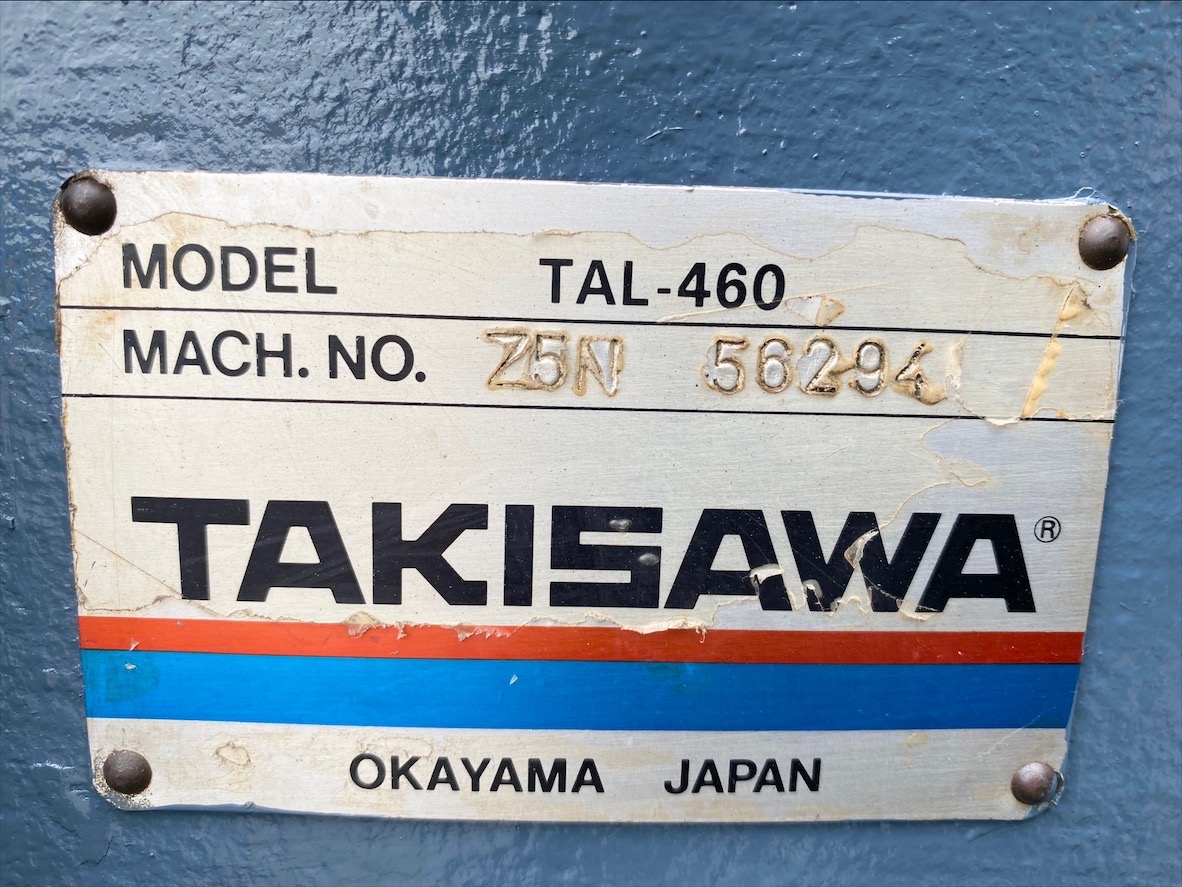 MODEL TAL-460
MACH. NO. Z5N 56294
TAKISAWA®
OKAYAMA JAPAN